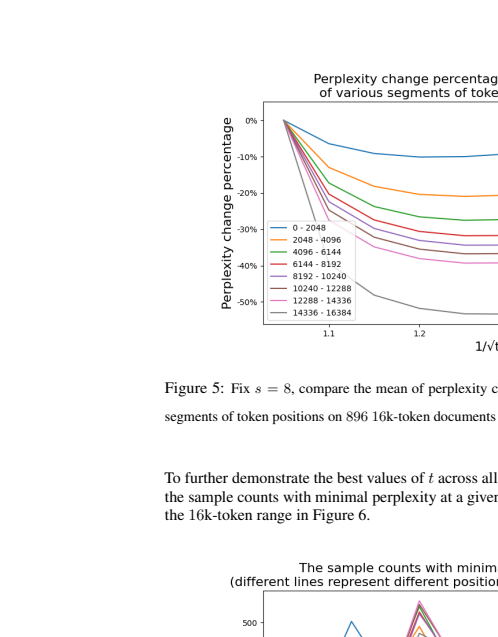 Perplexity change percentag
of various segments of toke
Perplexity change percentage
0%
-10%
-20%
-30%
-40%
-50%
0 - 2048
2048 - 4096
4096 - 6144
6144 - 8192
8192 - 10240
10240 - 12288
12288 - 14336
14336 - 16384
1.1
1.2
1/√t
Figure 5: Fix s = 8, compare the mean of perplexity c
segments of token positions on 896 16k-token documents
To further demonstrate the best values of t across all
the sample counts with minimal perplexity at a given
the 16k-token range in Figure 6.
The sample counts with minim
(different lines represent different position
500